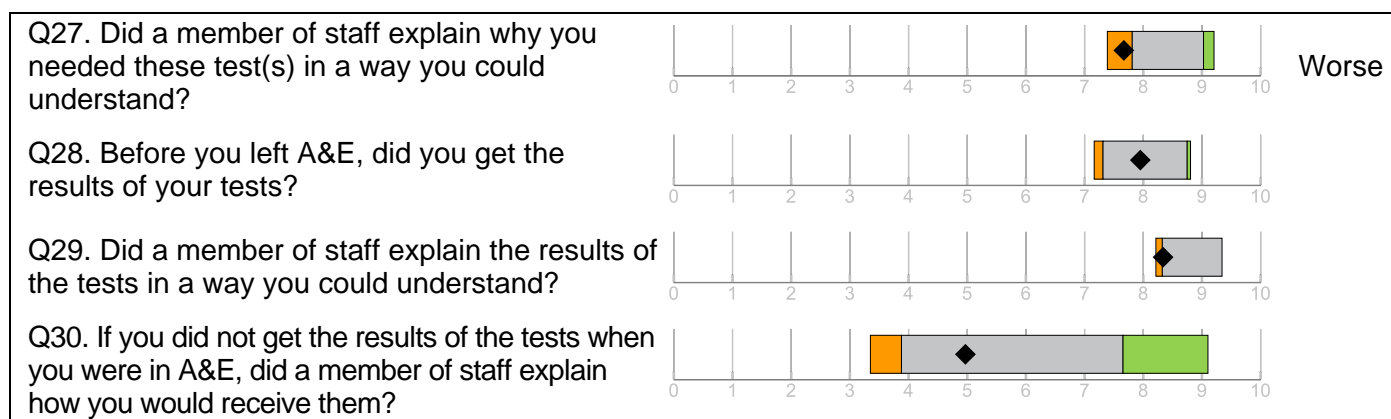 Q27. Did a member of staff explain why you
needed these test(s) in a way you could
understand?
0 1 2 3 4 5 6 7 8 9 10
Worse
Q28. Before you left A&E, did you get the
results of your tests?
0 1 2 3 4 5 6 7 8 9 10
Q29. Did a member of staff explain the results of
the tests in a way you could understand?
0 1 2 3 4 5 6 7 8 9 10
Q30. If you did not get the results of the tests when
you were in A&E, did a member of staff explain
how you would receive them?
0 1 2 3 4 5 6 7 8 9 10